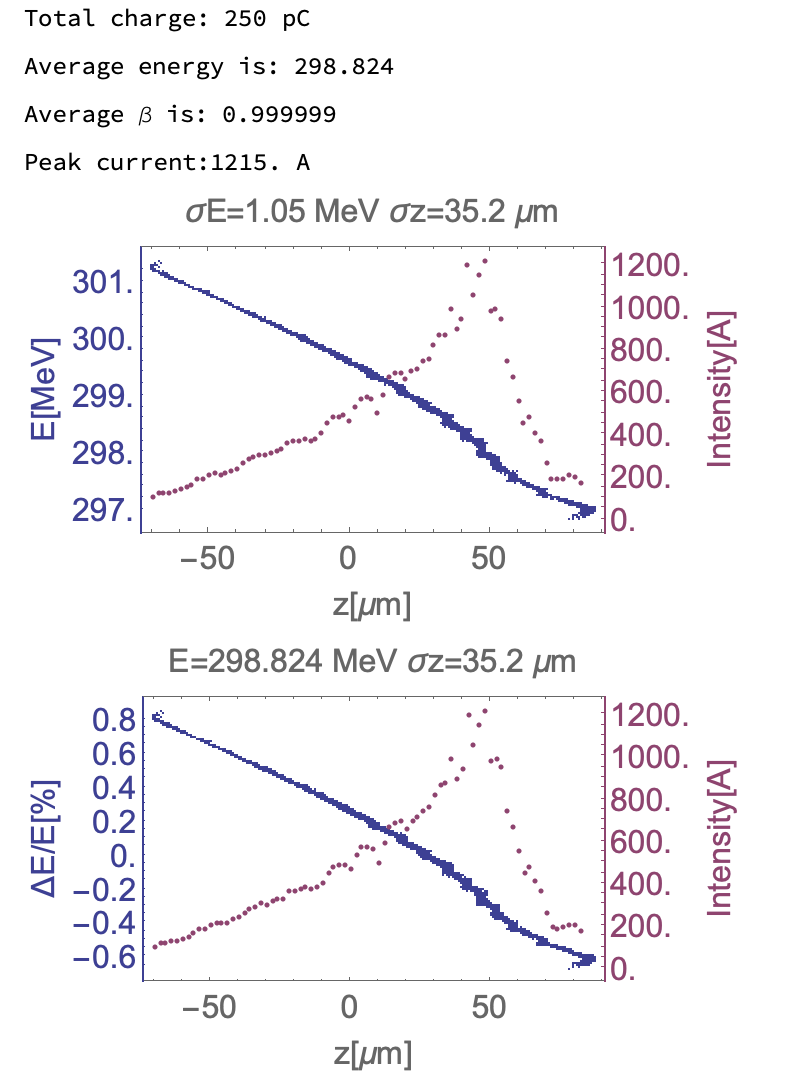 Total charge: 250 pC
Average energy is: 298.824
Average β is: 0.999999
Peak current:1215. A
σE=1.05 MeV σz=35.2 μm
E[MeV]
301.
300.
299.
298.
297.
1200.
1000.
800.
600.
400.
200.
0.
Intensity[A]
−50 0 50
z[μm]
E=298.824 MeV σz=35.2 μm
ΔE/E[%]
0.8
0.6
0.4
0.2
0.
−0.2
−0.4
−0.6
1200.
1000.
800.
600.
400.
200.
0.
Intensity[A]
−50 0 50
z[μm]